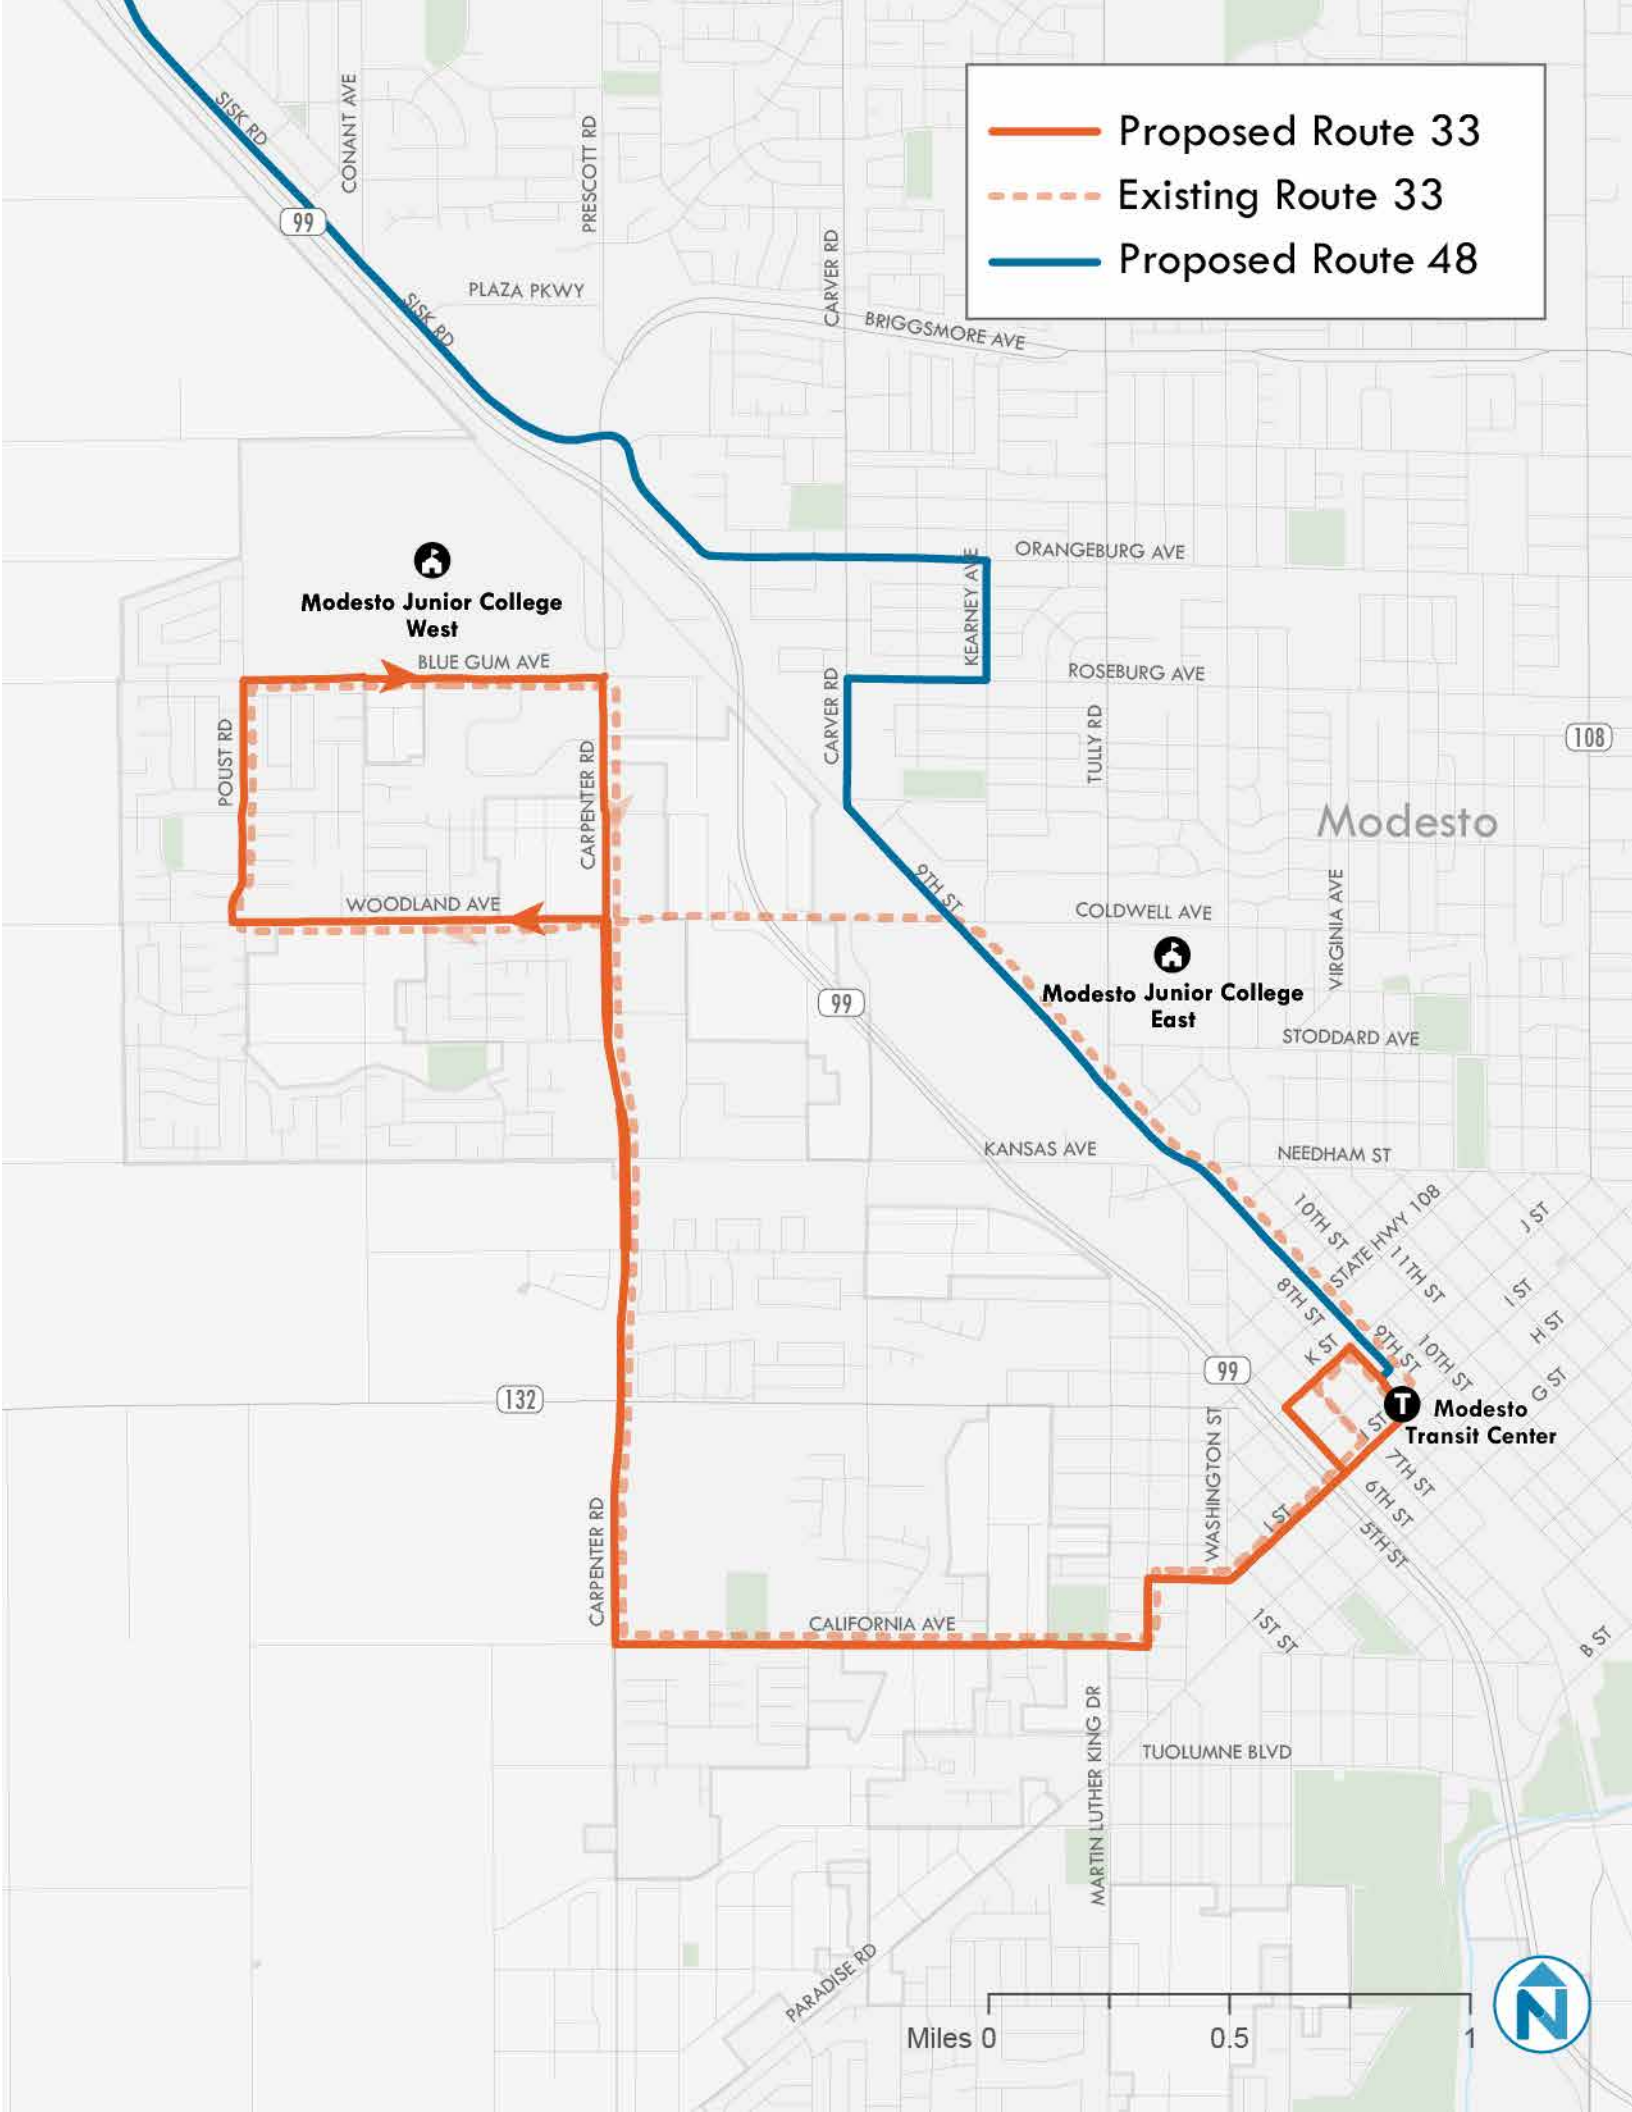 Proposed Route 33
Existing Route 33
Proposed Route 48
SISK RD
CONANT AVE
PRESCOTT RD
99
CARVER RD
PLAZA PKWY
SISK RD
BRIGGSMORE AVE
ORANGEBURG AVE
KEARNEY AVE
Modesto Junior College
West
BLUE GUM AVE
ROSEBURG AVE
CARVER RD
TULLY RD
108
POUST RD
CARPENTER RD
Modesto
9TH ST
VIRGINIA AVE
WOODLAND AVE
COLDWELL AVE
99
Modesto Junior College
East
STODDARD AVE
KANSAS AVE
NEEDHAM ST
10TH ST
STATE HWY 108
J ST
11TH ST
I ST
8TH ST
H ST
K ST
9TH ST
10TH ST
99
G ST
132
T
Modesto
Transit Center
I ST
7TH ST
WASHINGTON ST
6TH ST
I ST
5TH ST
CARPENTER RD
CALIFORNIA AVE
1ST ST
B ST
MARTIN LUTHER KING DR
TUOLUMNE BLVD
PARADISE RD
Miles 0
0.5
1
N